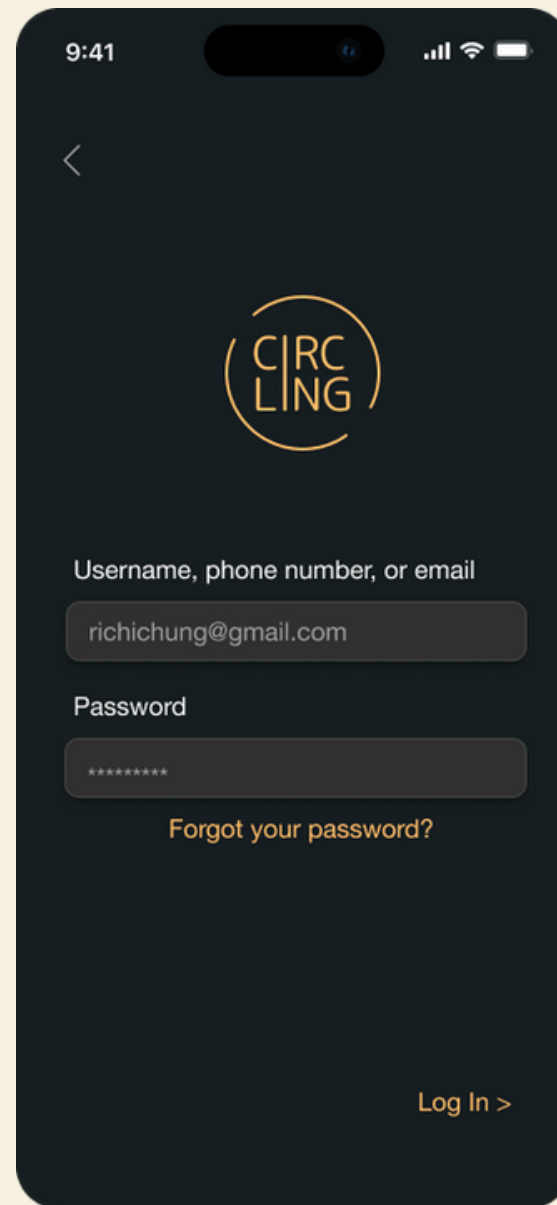 9:41
CIRC
LING
Username, phone number, or email
richichung@gmail.com
Password
*********
Forgot your password?
Log In >